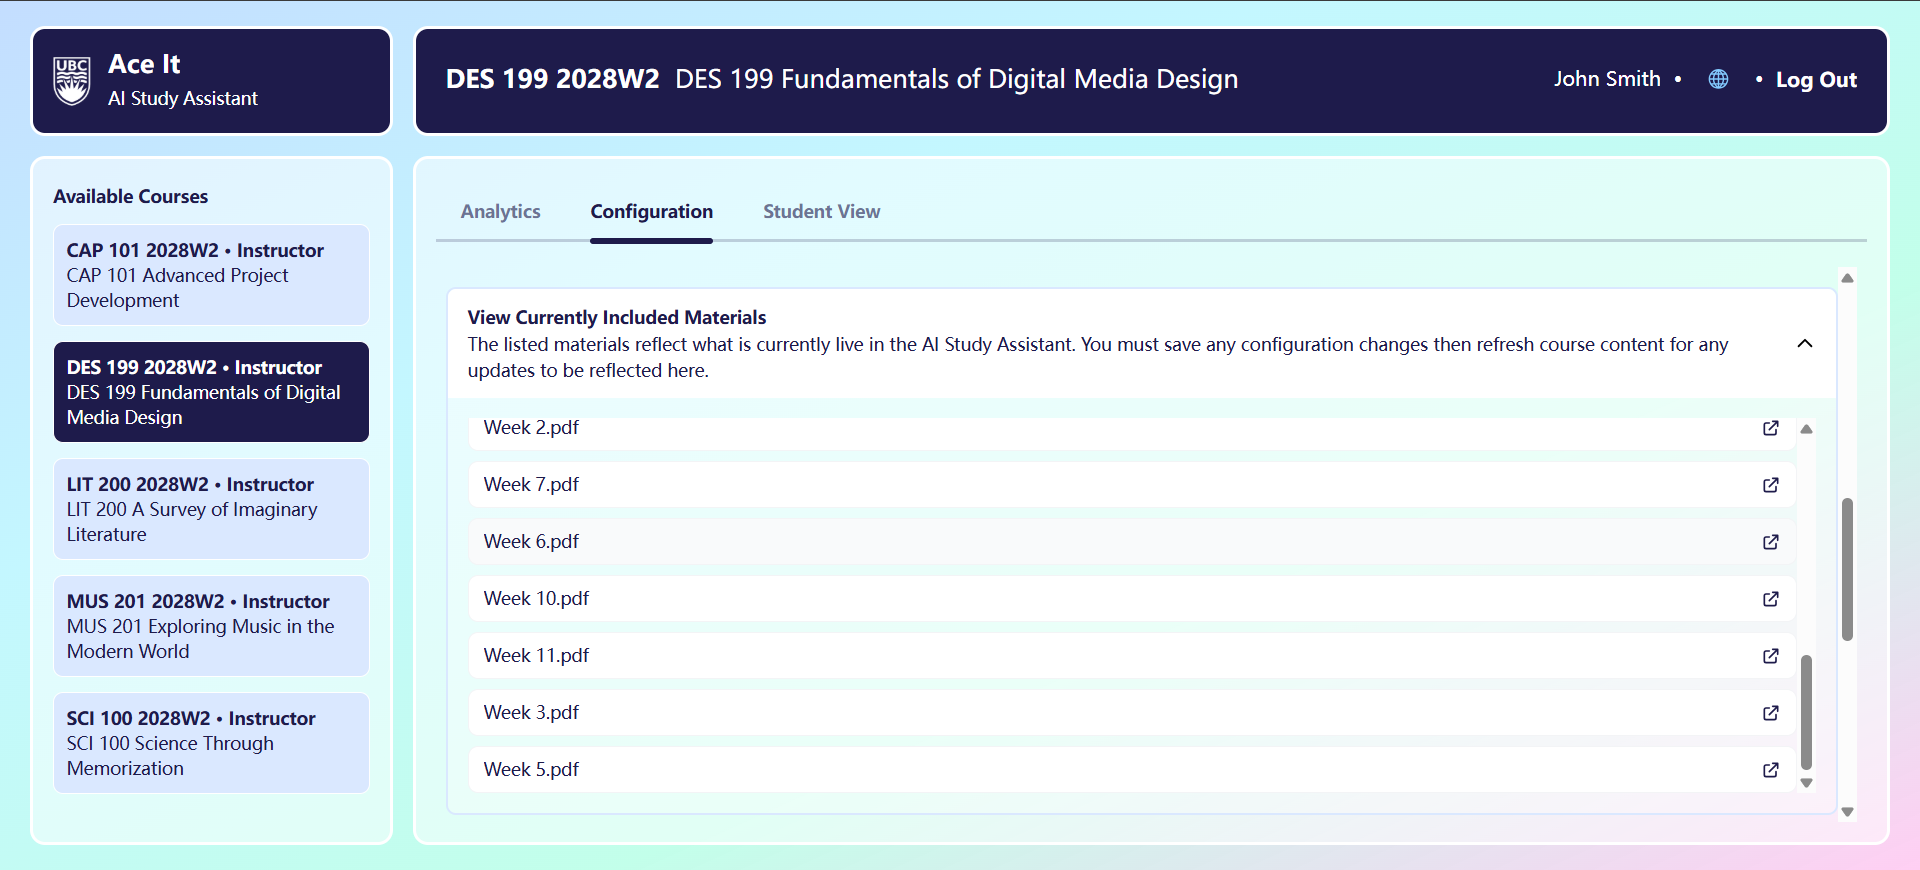 UBC
Ace It
AI Study Assistant
DES 199 2028W2 DES 199 Fundamentals of Digital Media Design
John Smith • • Log Out
Available Courses
CAP 101 2028W2 • Instructor
CAP 101 Advanced Project
Development
DES 199 2028W2 • Instructor
DES 199 Fundamentals of Digital
Media Design
LIT 200 2028W2 • Instructor
LIT 200 A Survey of Imaginary
Literature
MUS 201 2028W2 • Instructor
MUS 201 Exploring Music in the
Modern World
SCI 100 2028W2 • Instructor
SCI 100 Science Through
Memorization
Analytics Configuration Student View
View Currently Included Materials
The listed materials reflect what is currently live in the AI Study Assistant. You must save any configuration changes then refresh course content for any
updates to be reflected here.
Week 2.pdf
Week 7.pdf
Week 6.pdf
Week 10.pdf
Week 11.pdf
Week 3.pdf
Week 5.pdf